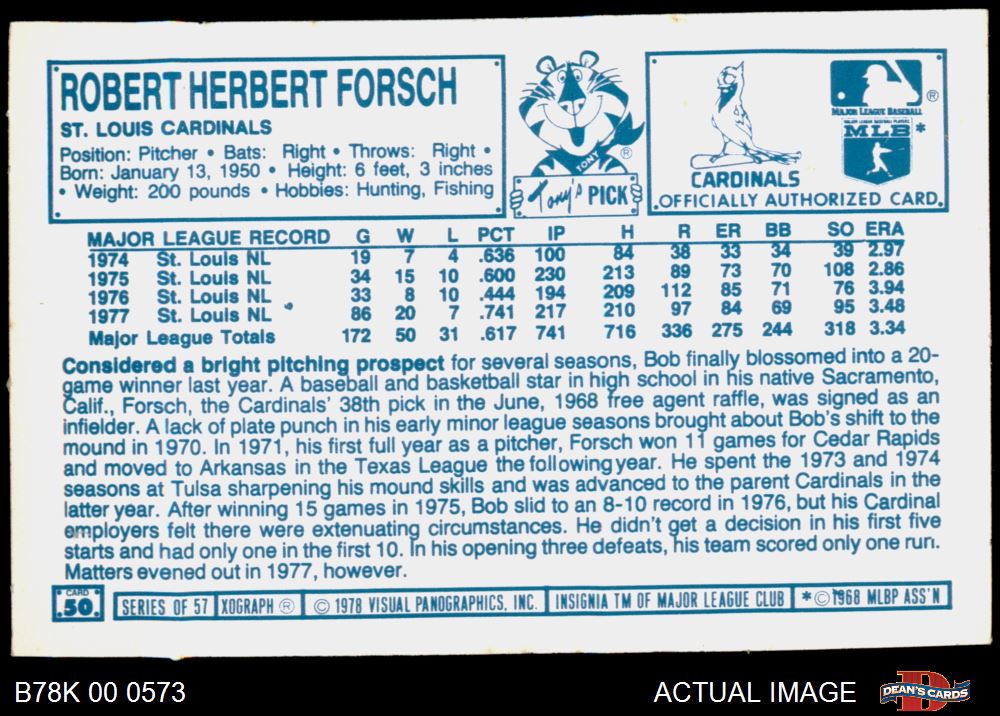 ROBERT HERBERT FORSCH
ST. LOUIS CARDINALS
Position: Pitcher • Bats: Right • Throws: Right •
Born: January 13, 1950 • Height: 6 feet, 3 inches
• Weight: 200 pounds • Hobbies: Hunting, Fishing
TONY ®
Tony's PICK
CARDINALS
OFFICIALLY AUTHORIZED CARD
®
MAJOR LEAGUE BASEBALL
MAJOR LEAGUE BASEBALL PLAYERS
MLB *
MAJOR LEAGUE RECORD G W L PCT IP H R ER BB SO ERA
1974 St. Louis NL 19 7 4 .636 100 84 38 33 34 39 2.97
1975 St. Louis NL 34 15 10 .600 230 213 89 73 70 108 2.86
1976 St. Louis NL 33 8 10 .444 194 209 112 85 71 76 3.94
1977 St. Louis NL 86 20 7 .741 217 210 97 84 69 95 3.48
Major League Totals 172 50 31 .617 741 716 336 275 244 318 3.34
Considered a bright pitching prospect for several seasons, Bob finally blossomed into a 20-
game winner last year. A baseball and basketball star in high school in his native Sacramento,
Calif., Forsch, the Cardinals' 38th pick in the June, 1968 free agent raffle, was signed as an
infielder. A lack of plate punch in his early minor league seasons brought about Bob's shift to the
mound in 1970. In 1971, his first full year as a pitcher, Forsch won 11 games for Cedar Rapids
and moved to Arkansas in the Texas League the following year. He spent the 1973 and 1974
seasons at Tulsa sharpening his mound skills and was advanced to the parent Cardinals in the
latter year. After winning 15 games in 1975, Bob slid to an 8-10 record in 1976, but his Cardinal
employers felt there were extenuating circumstances. He didn't get a decision in his first five
starts and had only one in the first 10. In his opening three defeats, his team scored only one run.
Matters evened out in 1977, however.
CARD
50
SERIES OF 57
XOGRAPH ®
© 1978 VISUAL PANOGRAPHICS, INC.
INSIGNIA TM OF MAJOR LEAGUE CLUB
* © 1968 MLBP ASS'N
B78K 00 0573
ACTUAL IMAGE
D
DEAN'S CARDS